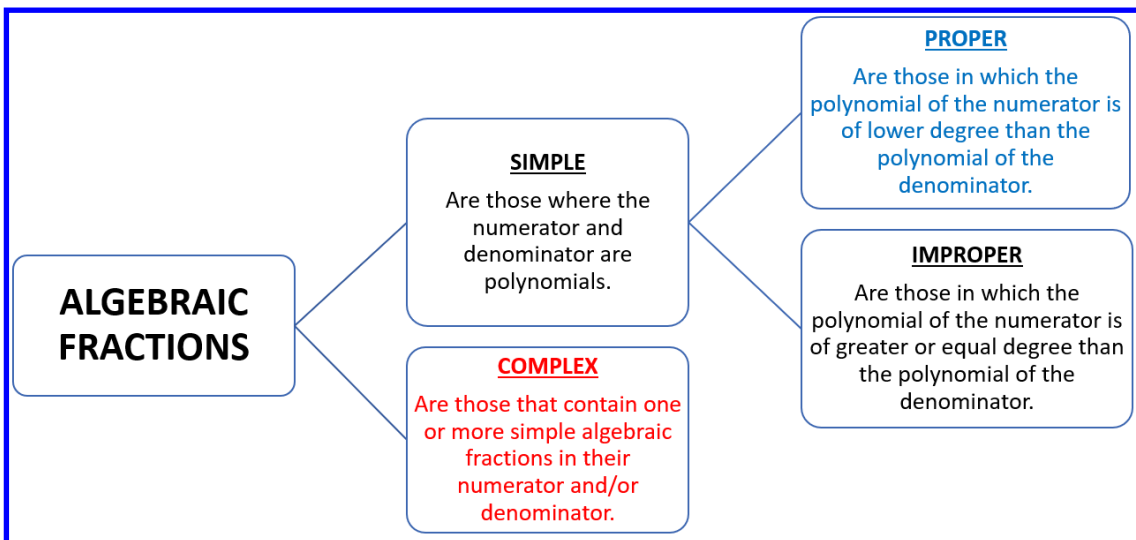 ALGEBRAIC
FRACTIONS
SIMPLE
Are those where the
numerator and
denominator are
polynomials.
COMPLEX
Are those that contain one
or more simple algebraic
fractions in their
numerator and/or
denominator.
PROPER
Are those in which the
polynomial of the numerator is
of lower degree than the
polynomial of the
denominator.
IMPROPER
Are those in which the
polynomial of the numerator is
of greater or equal degree than
the polynomial of the
denominator.